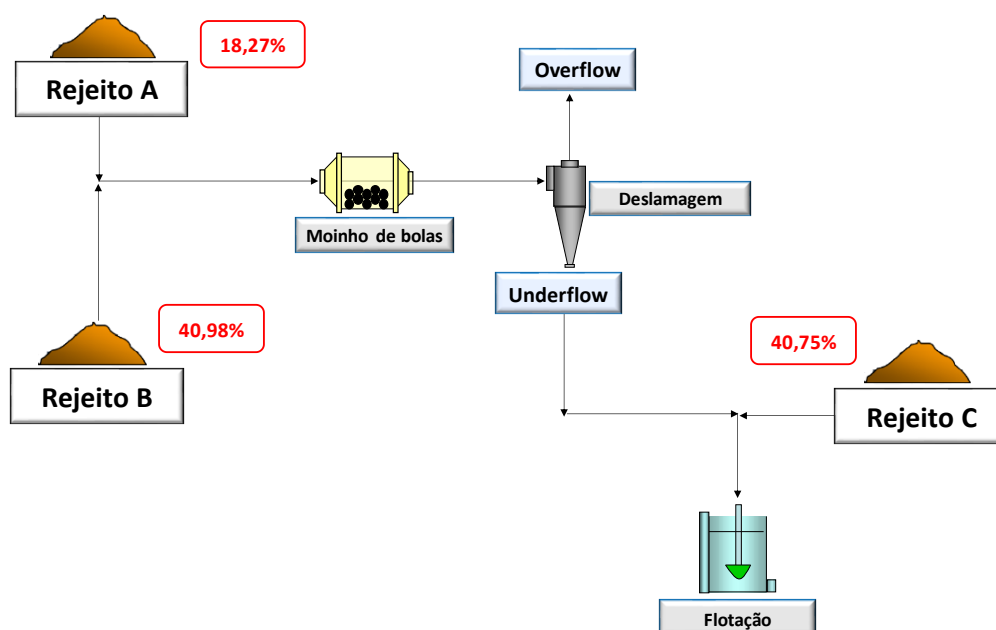 18,27%
Rejeito A
Overflow
Deslamagem
Moinho de bolas
Underflow
40,98%
Rejeito B
40,75%
Rejeito C
Flotação